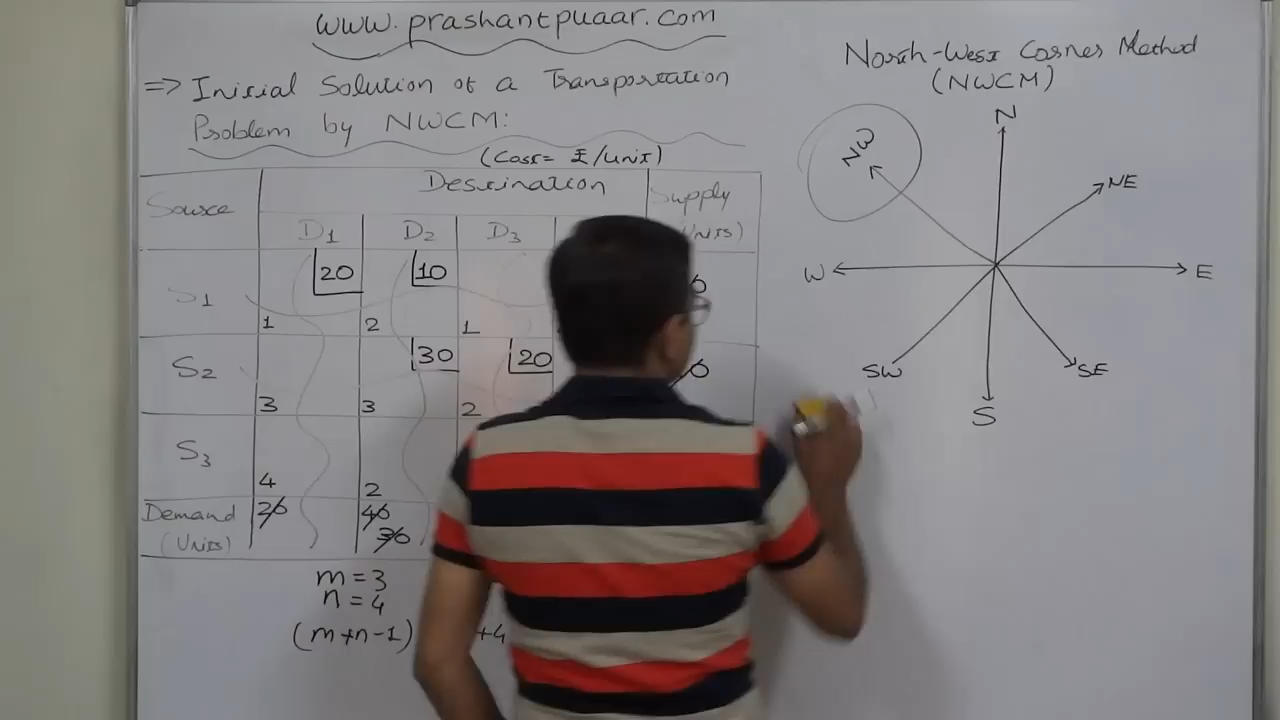 www.prashantpuaar.com
=> Initial Solution of a Transportation
Problem by NWCM:
(Cost= ₹/Unit)
Source
Destination
Supply
(Units)
D1 D2 D3
S1 20 10
1 2 1
S2 30 20
3 3 2
S3
4 2
Demand 20 40
(Units) 30
m = 3
n = 4
(m+n-1) +4
North-West Corner Method
(NWCM)
N
NW
NE
W
E
SW
SE
S